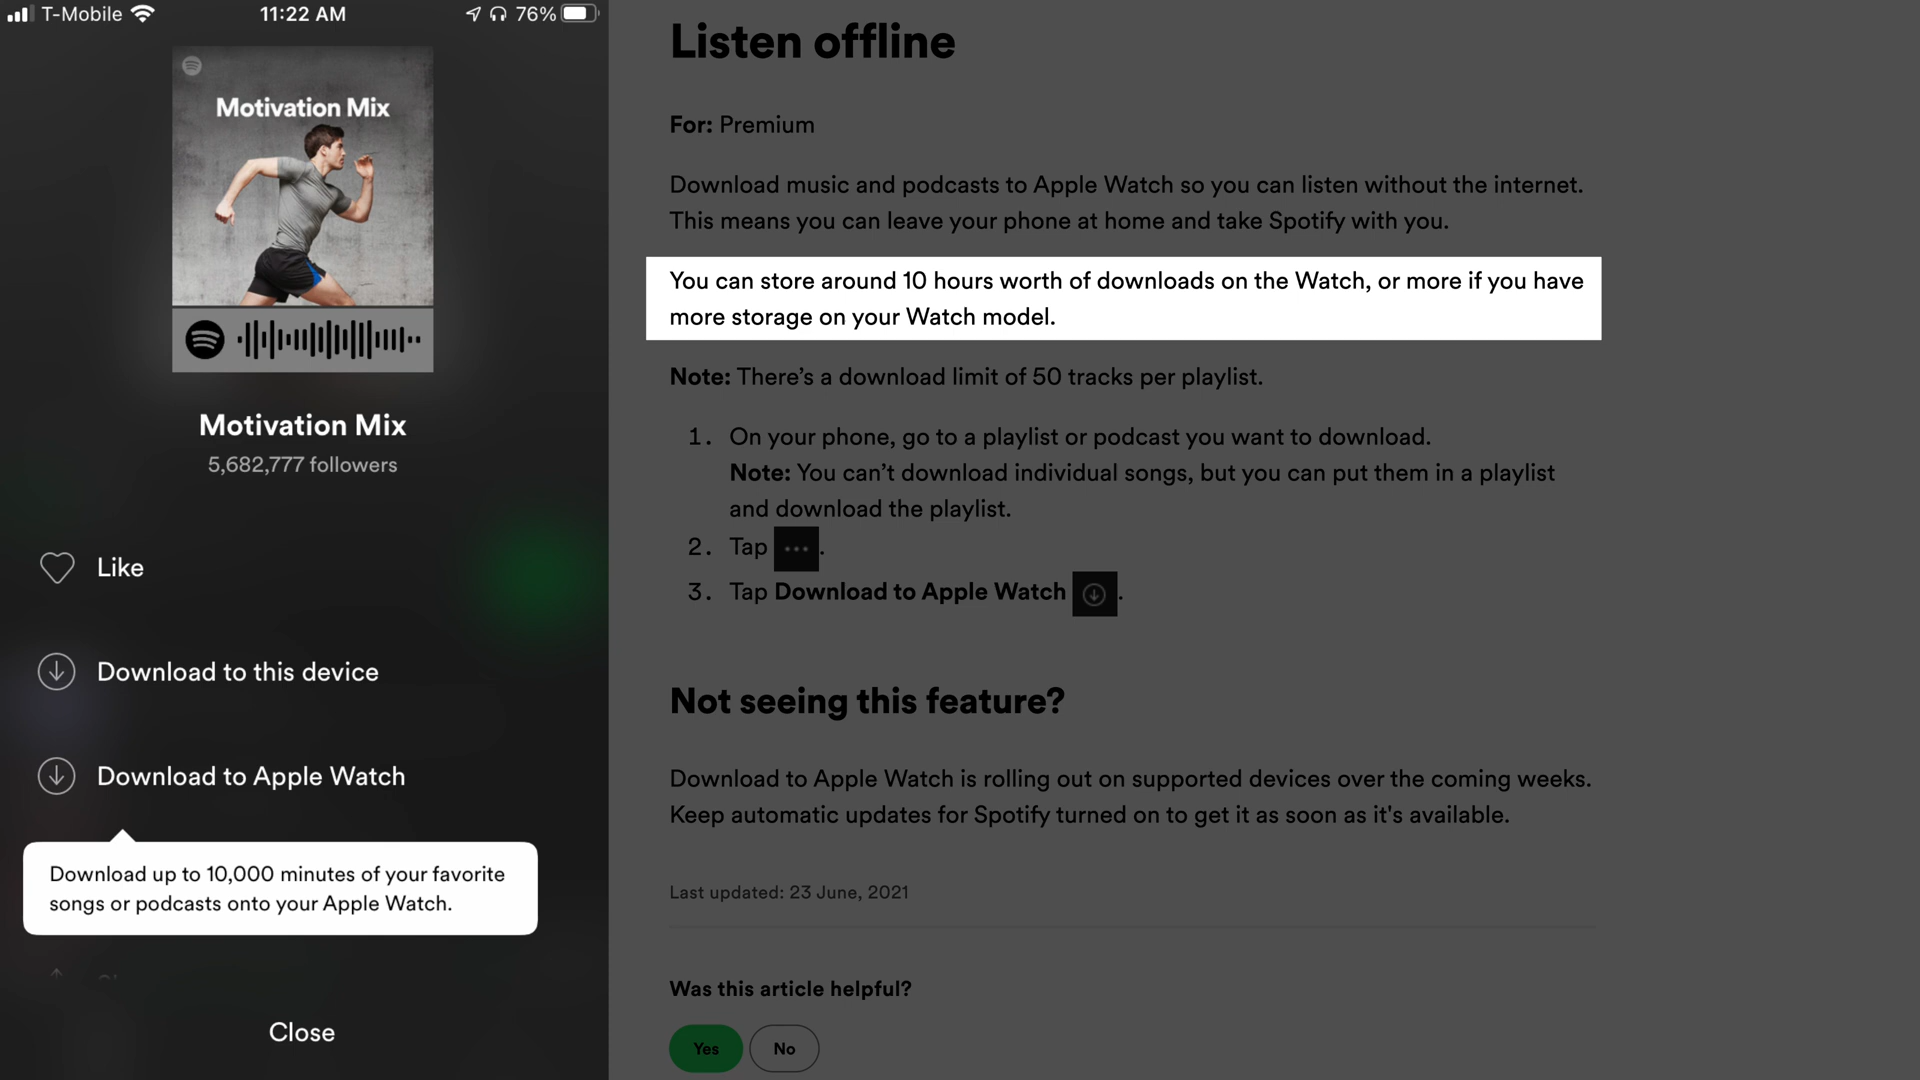 T-Mobile
11:22 AM
76%
Motivation Mix
Motivation Mix
5,682,777 followers
Like
Download to this device
Download to Apple Watch
Download up to 10,000 minutes of your favorite
songs or podcasts onto your Apple Watch.
Close
Listen offline
For: Premium
Download music and podcasts to Apple Watch so you can listen without the internet.
This means you can leave your phone at home and take Spotify with you.
You can store around 10 hours worth of downloads on the Watch, or more if you have
more storage on your Watch model.
Note: There’s a download limit of 50 tracks per playlist.
1. On your phone, go to a playlist or podcast you want to download.
Note: You can’t download individual songs, but you can put them in a playlist
and download the playlist.
2. Tap ... .
3. Tap Download to Apple Watch .
Not seeing this feature?
Download to Apple Watch is rolling out on supported devices over the coming weeks.
Keep automatic updates for Spotify turned on to get it as soon as it's available.
Last updated: 23 June, 2021
Was this article helpful?
Yes
No